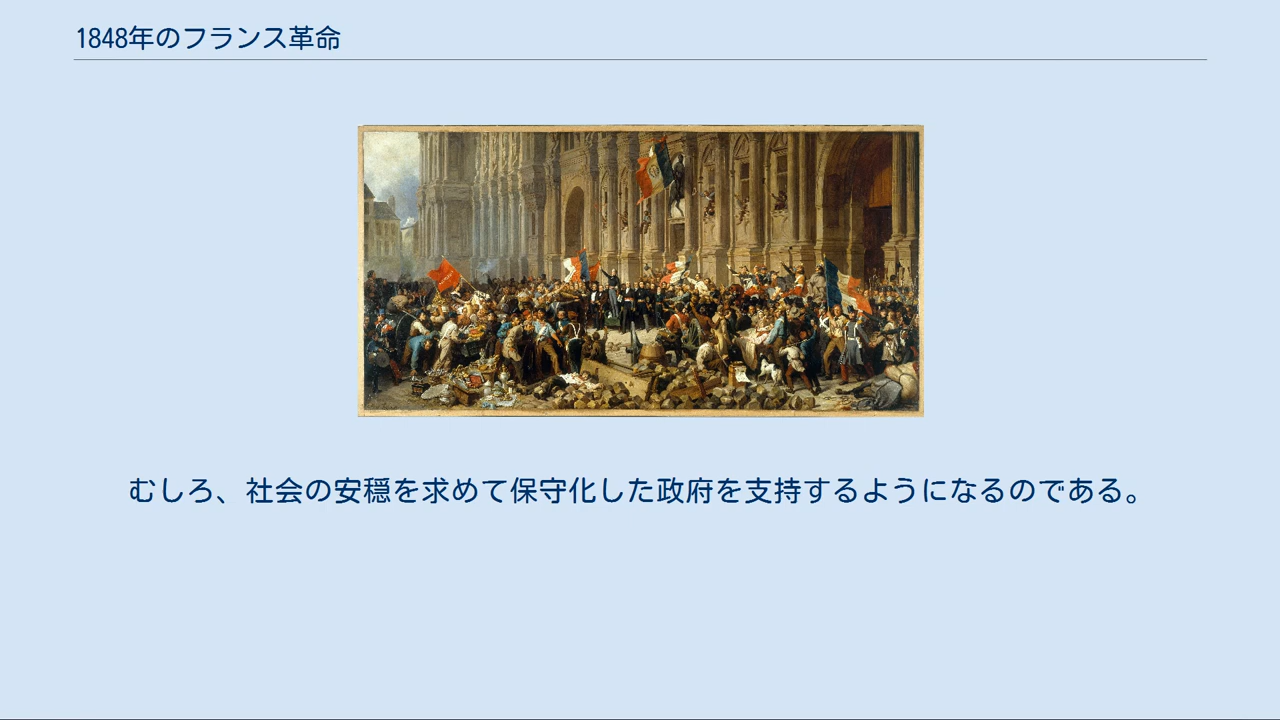 1848年のフランス革命
むしろ、社会の安穏を求めて保守化した政府を支持するようになるのである。